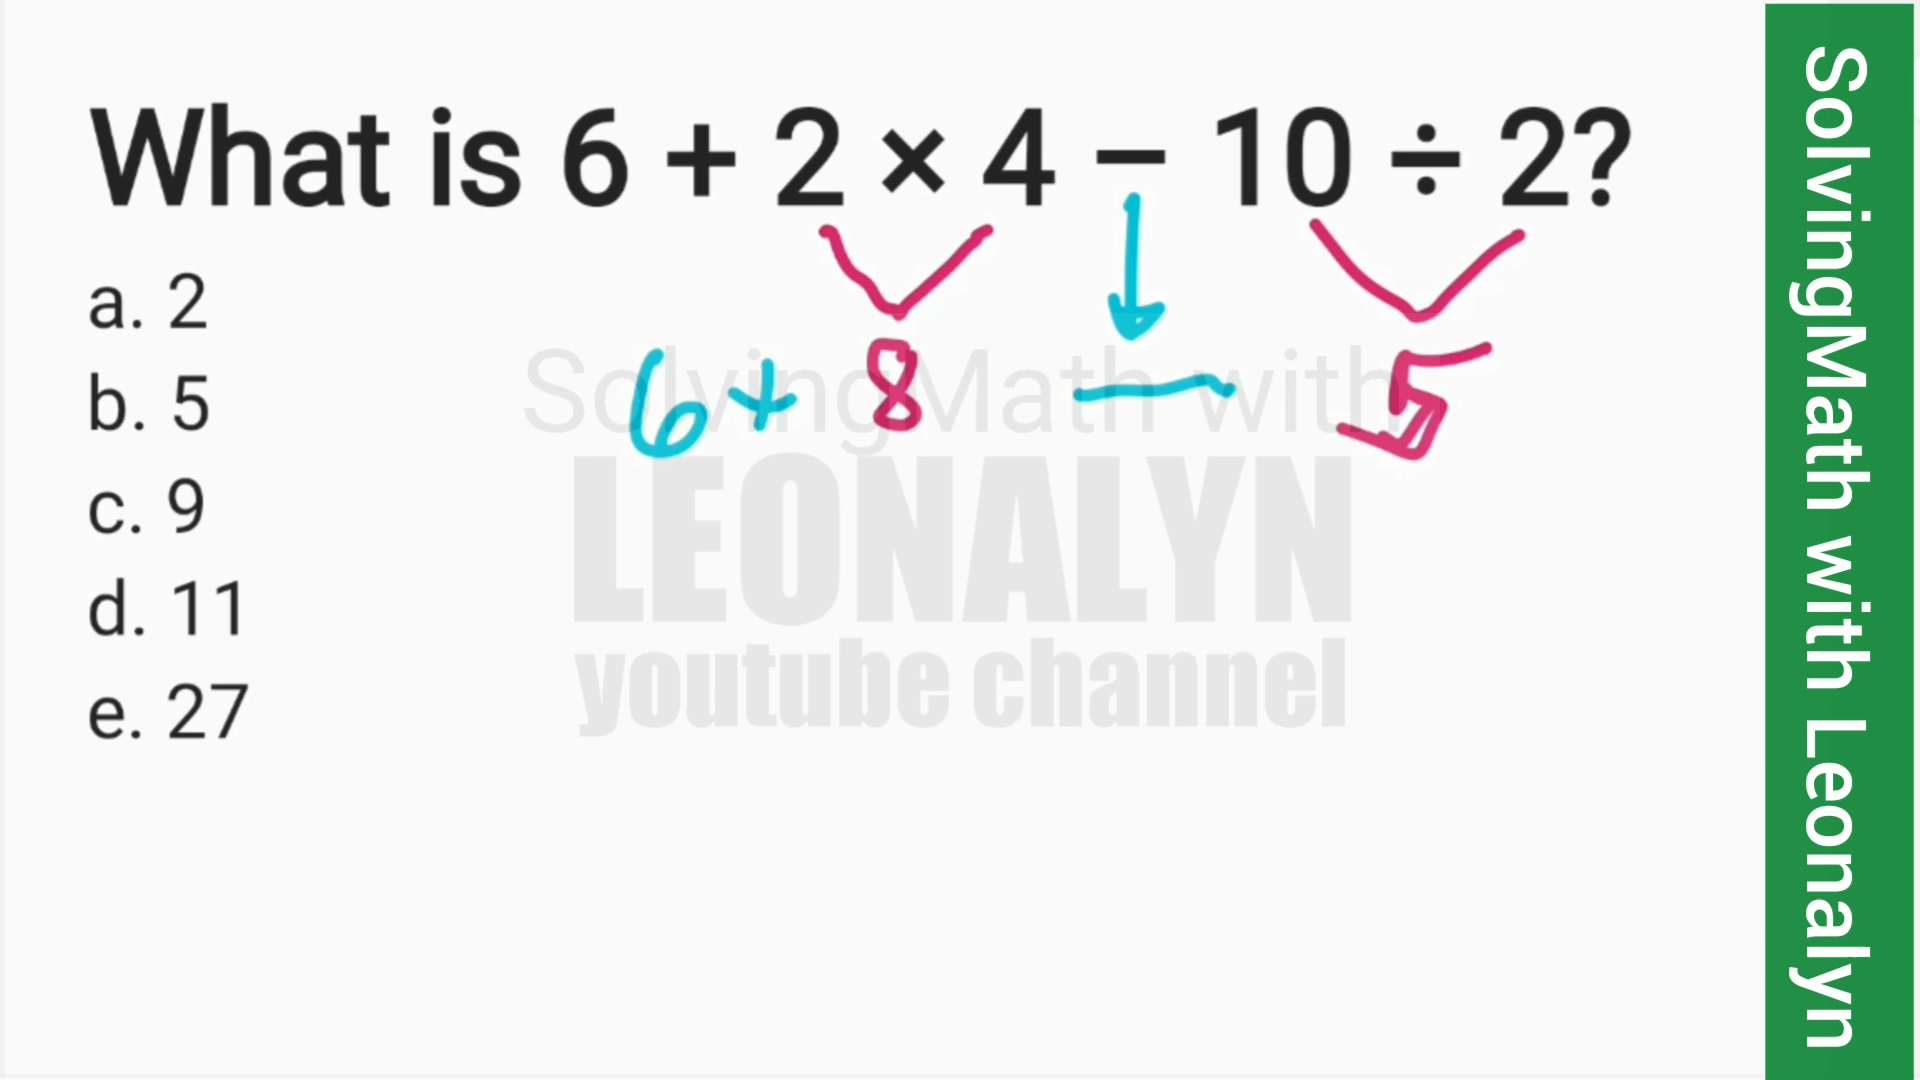 What is 6 + 2 × 4 − 10 ÷ 2?
a. 2
b. 5
c. 9
d. 11
e. 27
6 + 8 — 5
SolvingMath with
LEONALYN
youtube channel
SolvingMath with Leonalyn